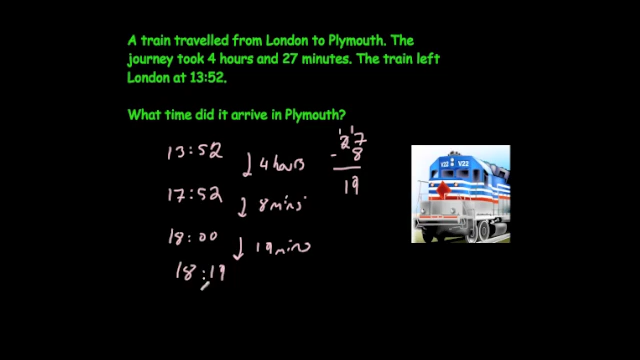 A train travelled from London to Plymouth. The
journey took 4 hours and 27 minutes. The train left
London at 13:52.
What time did it arrive in Plymouth?
13:52
↓ 4 hours
17:52
↓ 8 mins
18:00
↓ 19 mins
18:19
27
- 8
19
V22 V22